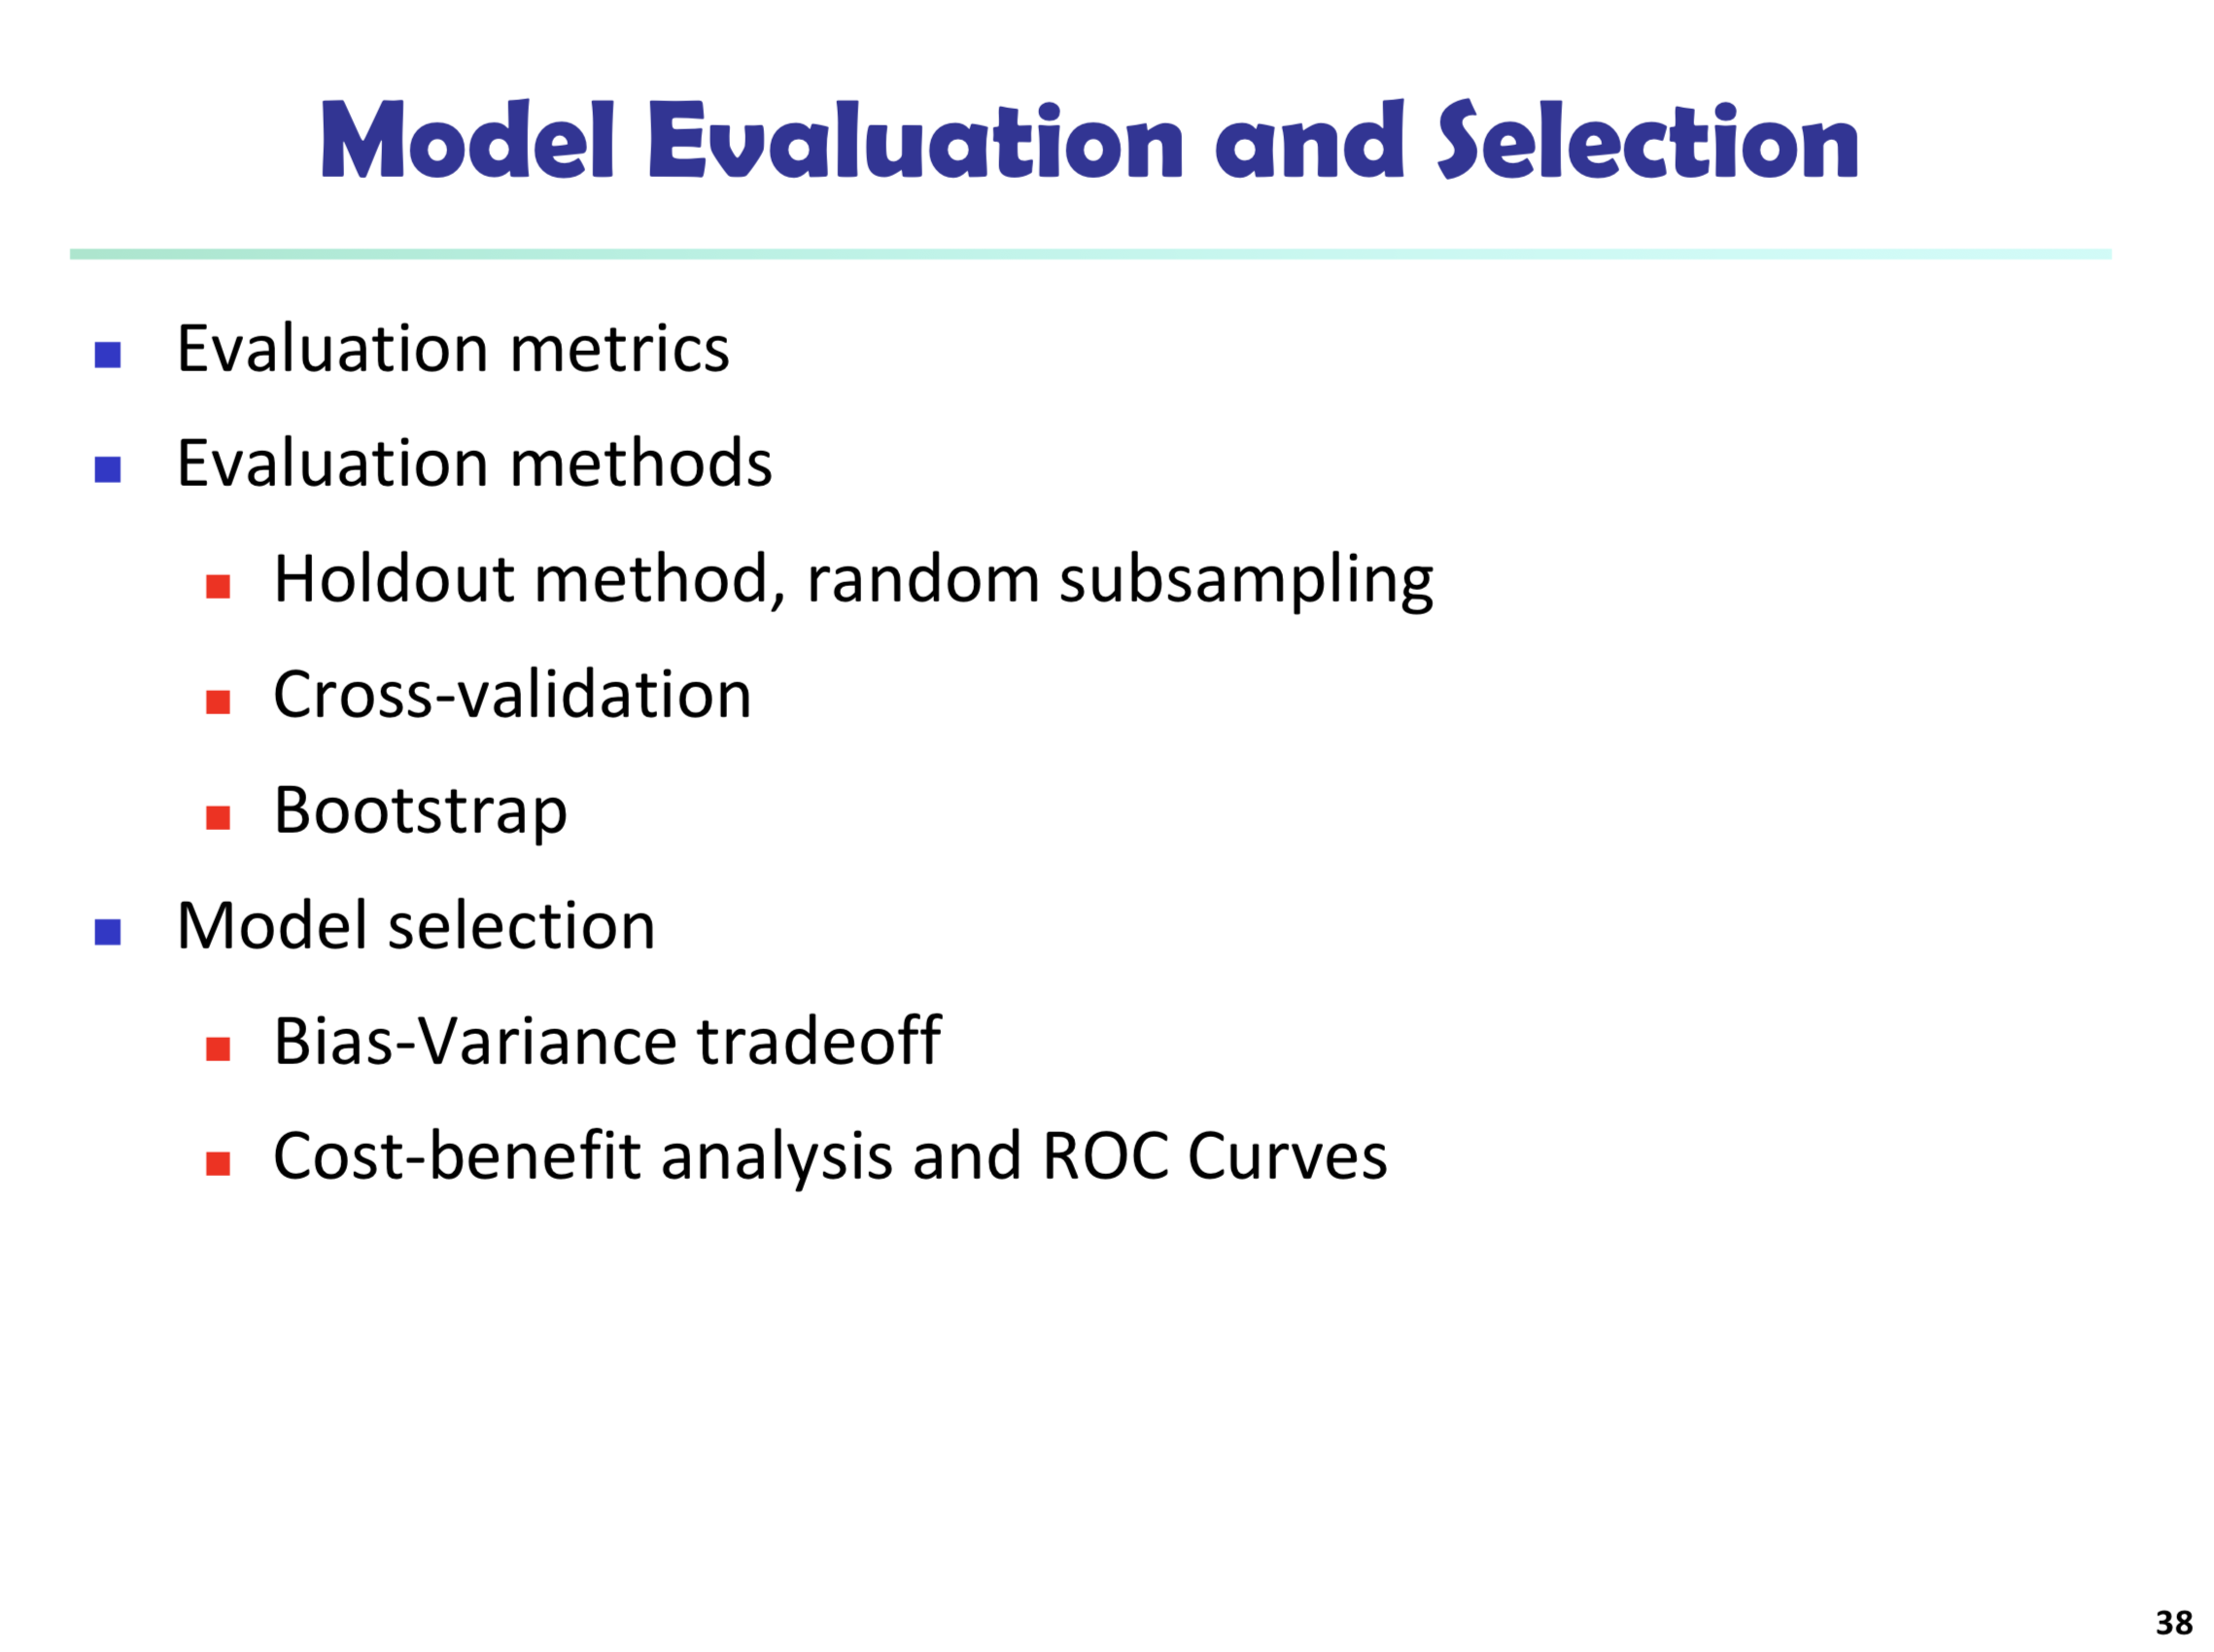 Model Evaluation and Selection
Evaluation metrics
Evaluation methods
Holdout method, random subsampling
Cross-validation
Bootstrap
Model selection
Bias-Variance tradeoff
Cost-benefit analysis and ROC Curves
38